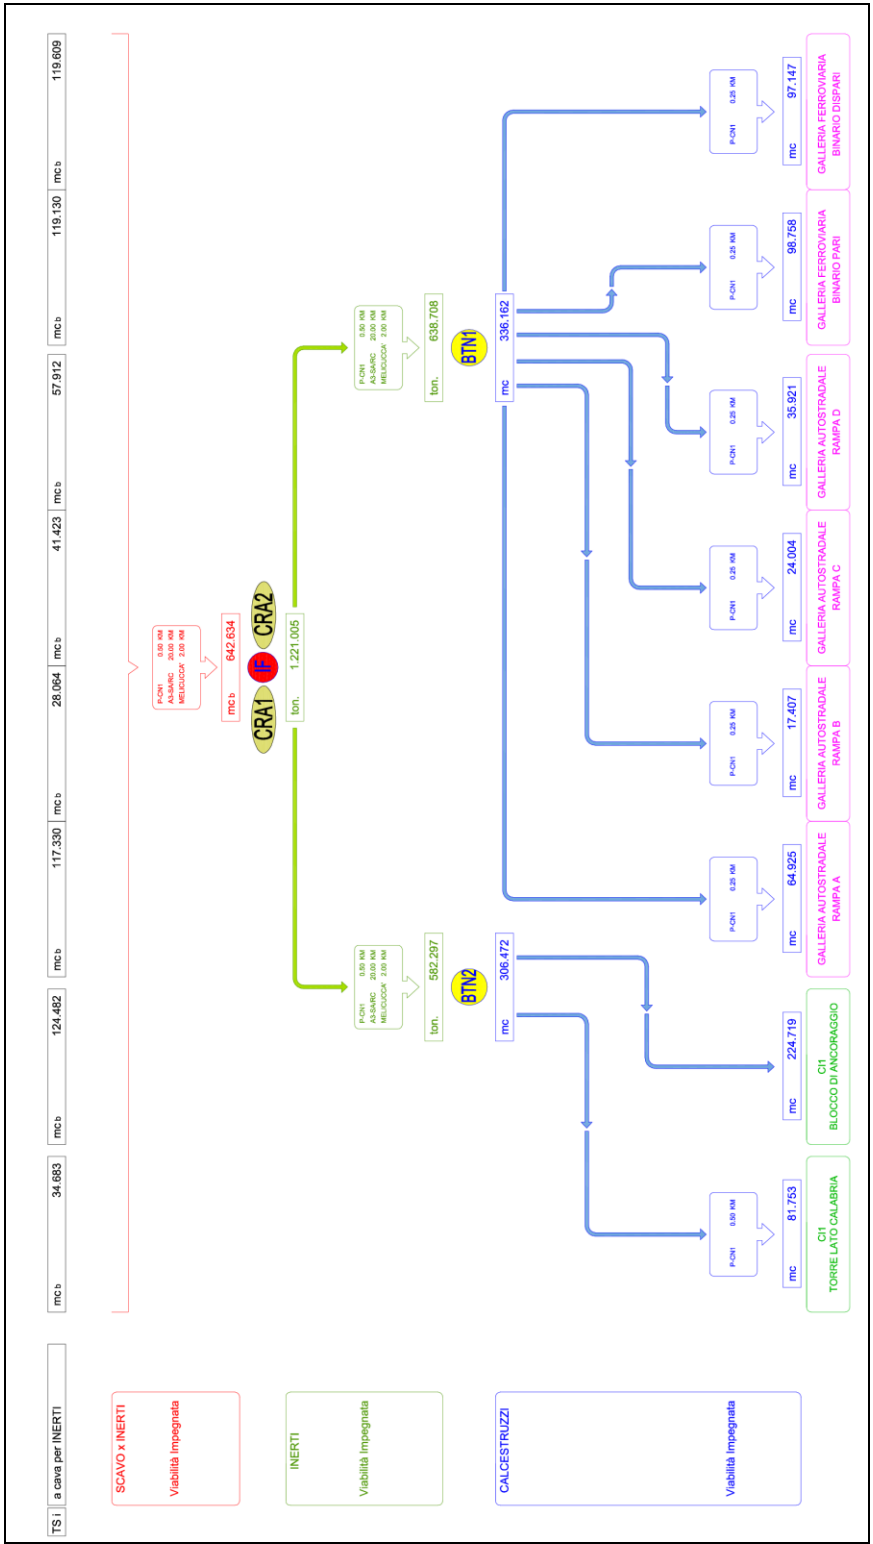 TS i a cava per INERTI
mc b 34.683
mc b 124.482
mc b 117.330
mc b 28.064
mc b 41.423
mc b 57.912
mc b 119.130
mc b 119.609
SCAVO x INERTI
Viabilità Impegnata
P-CN1 0.50 KM
A3-SA/RC 20.00 KM
MELICUCCA' 2.00 KM
mc b 642.634
CRA1
IF
CRA2
INERTI
Viabilità Impegnata
ton. 1.221.005
P-CN1 0.50 KM
A3-SA/RC 20.00 KM
MELICUCCA' 2.00 KM
P-CN1 0.50 KM
A3-SA/RC 20.00 KM
MELICUCCA' 2.00 KM
ton. 582.297
ton. 638.708
BTN2
BTN1
CALCESTRUZZI
Viabilità Impegnata
mc 306.472
mc 336.162
P-CN1 0.50 KM
P-CN1 0.25 KM
P-CN1 0.25 KM
P-CN1 0.25 KM
P-CN1 0.25 KM
P-CN1 0.25 KM
P-CN1 0.25 KM
mc 81.753
mc 224.719
mc 64.925
mc 17.407
mc 24.004
mc 35.921
mc 98.758
mc 97.147
CI1
TORRE LATO CALABRIA
CI1
BLOCCO DI ANCORAGGIO
GALLERIA AUTOSTRADALE
RAMPA A
GALLERIA AUTOSTRADALE
RAMPA B
GALLERIA AUTOSTRADALE
RAMPA C
GALLERIA AUTOSTRADALE
RAMPA D
GALLERIA FERROVIARIA
BINARIO PARI
GALLERIA FERROVIARIA
BINARIO DISPARI